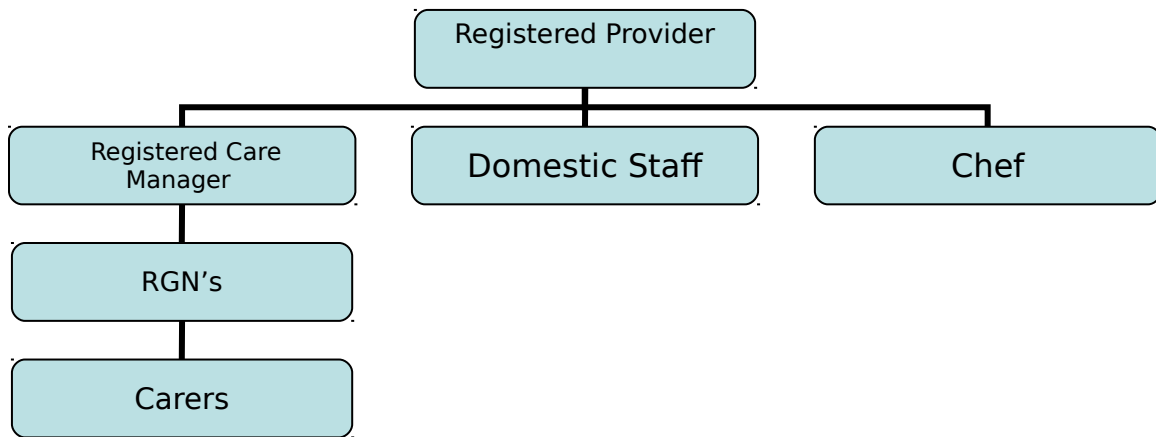 Registered Provider
Registered Care
Manager
Domestic Staff
Chef
RGN’s
Carers